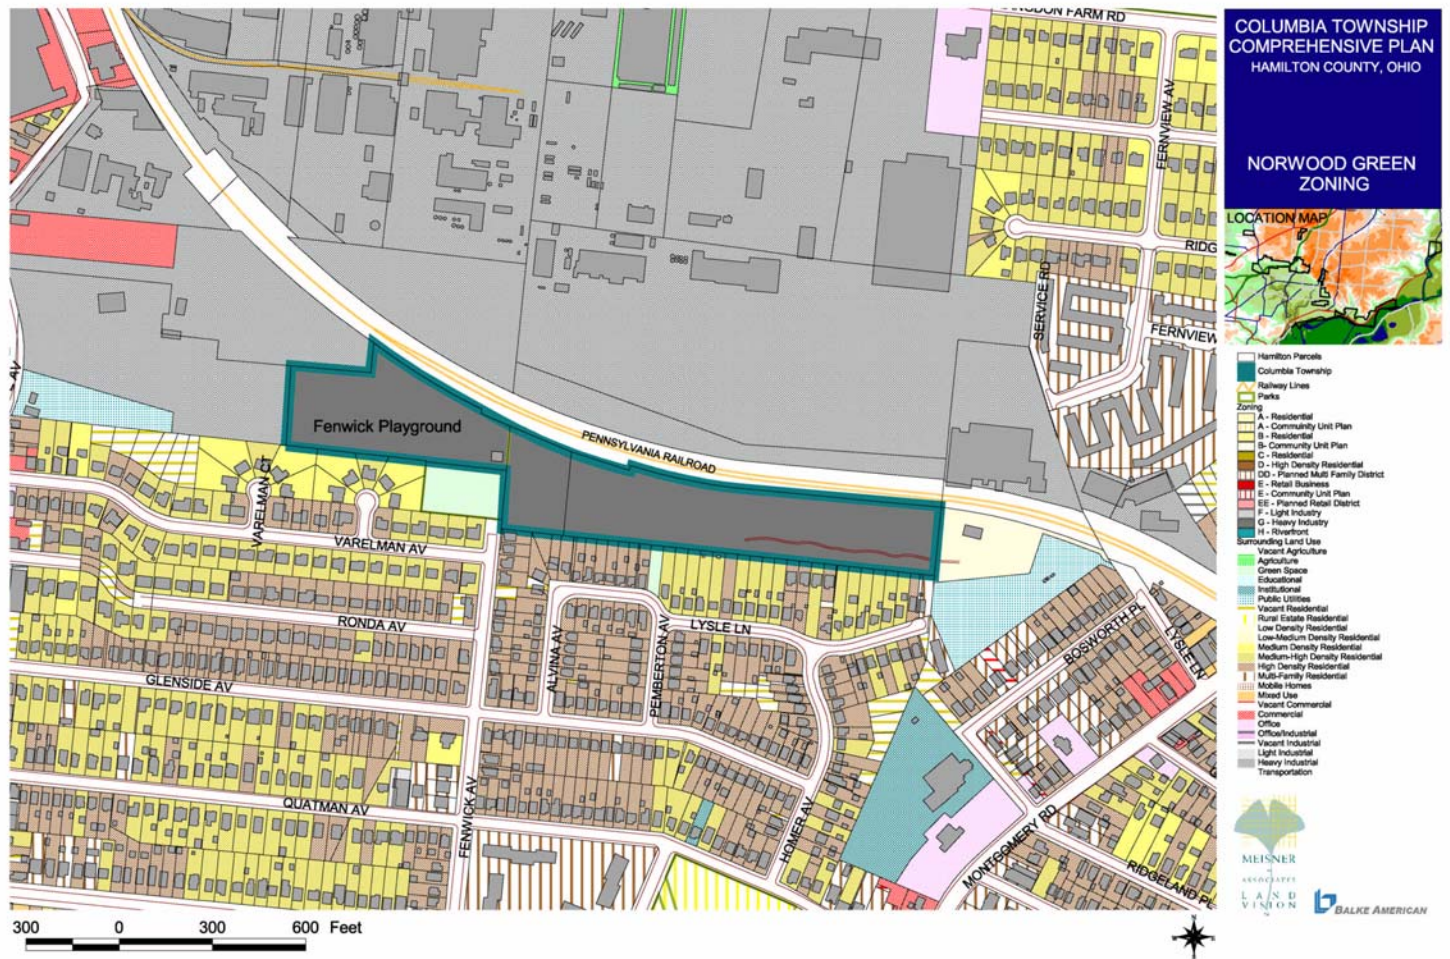 COLUMBIA TOWNSHIP
COMPREHENSIVE PLAN
HAMILTON COUNTY, OHIO
NORWOOD GREEN
ZONING
LOCATION MAP
FARM RD
FERNVIEW AV
RIDG
SERVICE RD
FERNVIEW
AV
Fenwick Playground
PENNSYLVANIA RAILROAD
VARELMAN CT
VARELMAN AV
RONDA AV
GLENSIDE AV
QUATMAN AV
FENWICK AV
ALVINA AV
PEMBERTON AV
LYSLE LN
HOMER AV
BOSWORTH PL
LYSLE LN
MONTGOMERY RD
RIDGELAND PL
Hamilton Parcels
Columbia Township
Railway Lines
Parks
Zoning
A - Residential
A - Community Unit Plan
B - Residential
B- Community Unit Plan
C - Residential
D - High Density Residential
DD - Planned Multi Family District
E - Retail Business
E - Community Unit Plan
EE - Planned Retail District
F - Light Industry
G - Heavy Industry
H - Riverfront
Surrounding Land Use
Vacant Agriculture
Agriculture
Green Space
Educational
Institutional
Public Utilities
Vacant Residential
Rural Estate Residential
Low Density Residential
Low-Medium Density Residential
Medium Density Residential
Medium-High Density Residential
High Density Residential
Multi-Family Residential
Mobile Homes
Mixed Use
Vacant Commercial
Commercial
Office
Office/Industrial
Vacant Industrial
Light Industrial
Heavy Industrial
Transportation
MEISNER
ASSOCIATES
LAND
VISION
BALKE AMERICAN
300 0 300 600 Feet